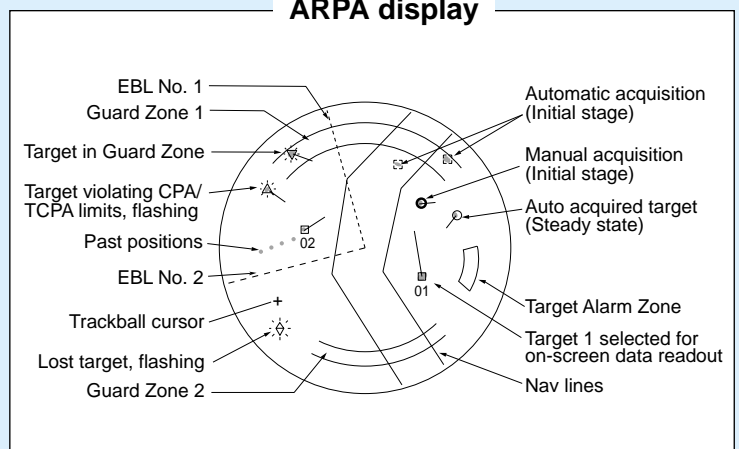 ARPA display
EBL No. 1
Guard Zone 1
Target in Guard Zone
Target violating CPA/
TCPA limits, flashing
Past positions
EBL No. 2
Trackball cursor
Lost target, flashing
Guard Zone 2
02
01
Automatic acquisition
(Initial stage)
Manual acquisition
(Initial stage)
Auto acquired target
(Steady state)
Target Alarm Zone
Target 1 selected for
on-screen data readout
Nav lines